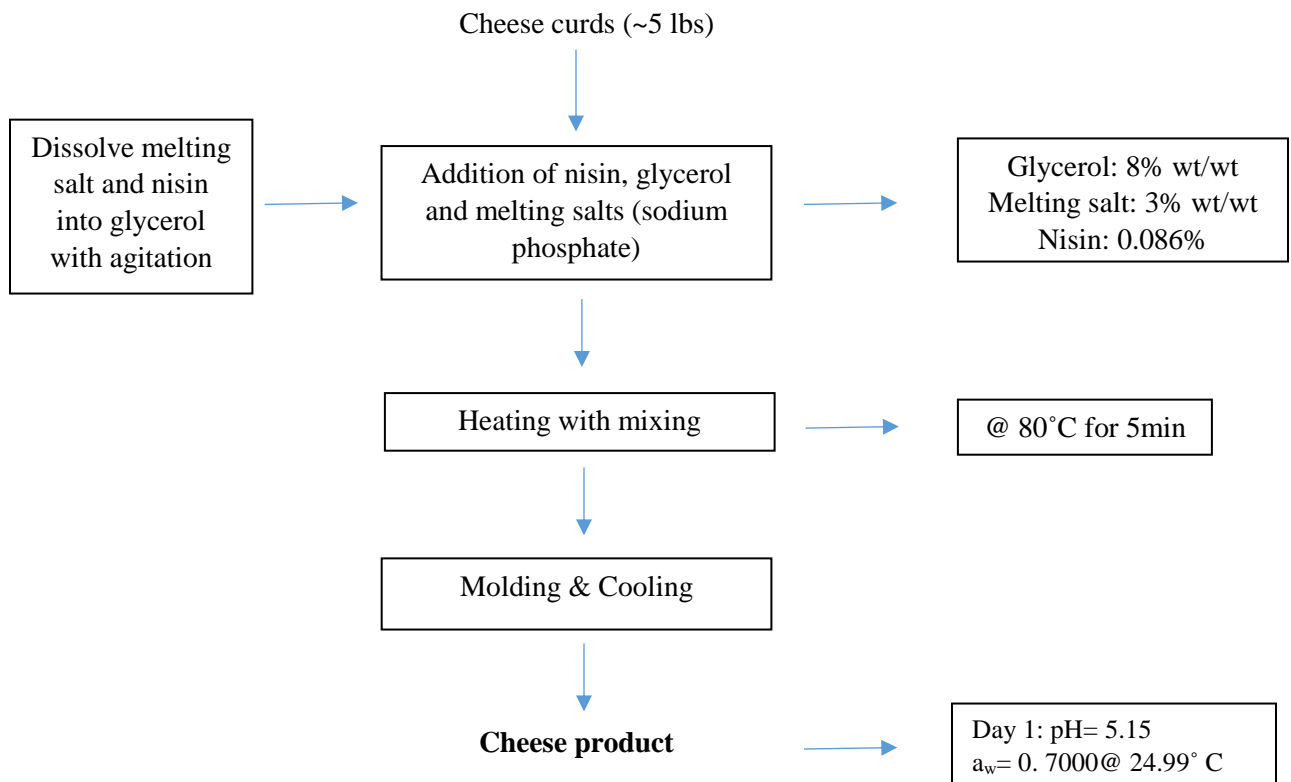 Cheese curds (~5 lbs)
Dissolve melting
salt and nisin
into glycerol
with agitation
Addition of nisin, glycerol
and melting salts (sodium
phosphate)
Glycerol: 8% wt/wt
Melting salt: 3% wt/wt
Nisin: 0.086%
Heating with mixing
@ 80˚C for 5min
Molding & Cooling
Cheese product
Day 1: pH= 5.15
aw= 0. 7000@ 24.99˚ C